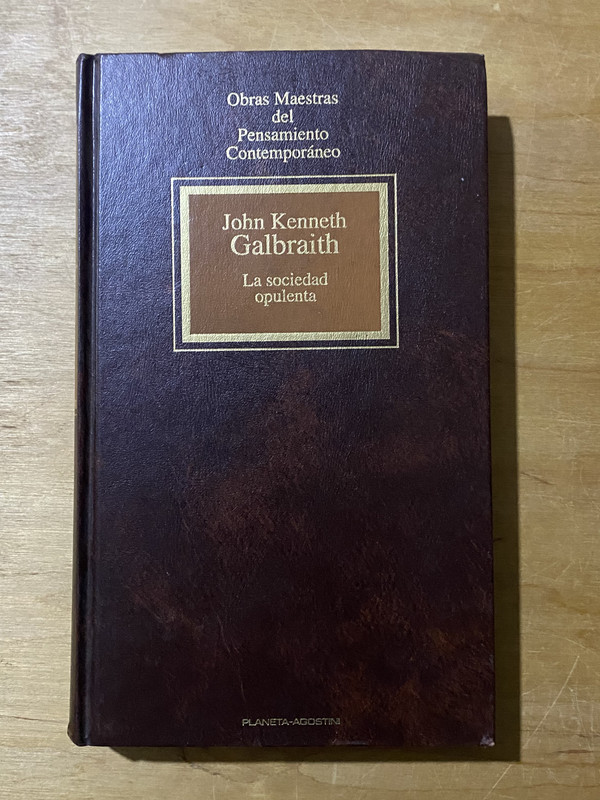 Obras Maestras
del
Pensamiento
Contemporáneo
John Kenneth
Galbraith
La sociedad
opulenta
PLANETA-AGOSTINI